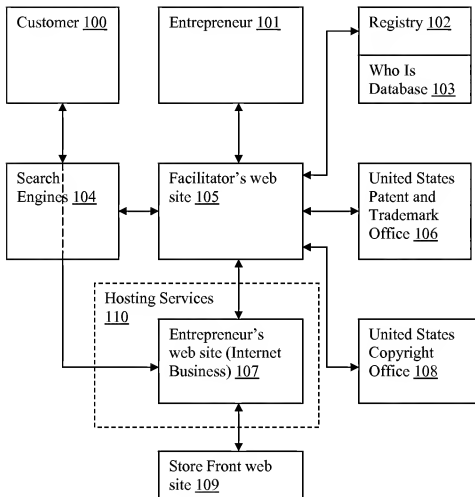 Customer 100
Entrepreneur 101
Registry 102
Who Is
Database 103
Search
Engines 104
Facilitator's web
site 105
United States
Patent and
Trademark
Office 106
Hosting Services
110
Entrepreneur's
web site (Internet
Business) 107
United States
Copyright
Office 108
Store Front web
site 109